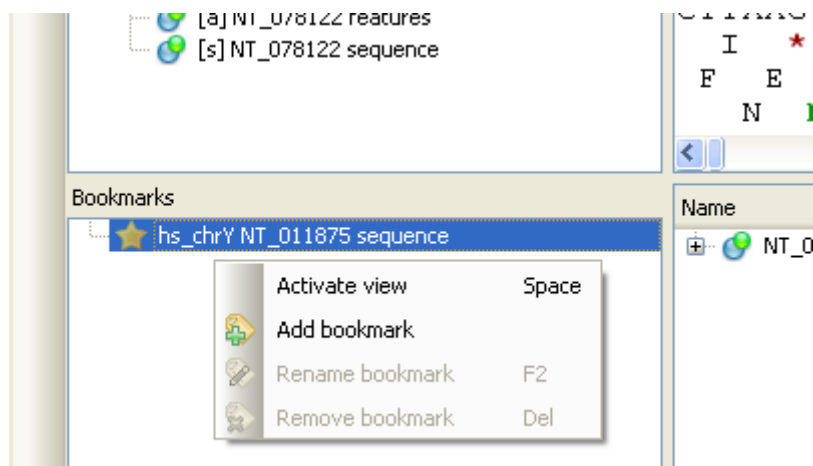 [a] NT_078122 features
[s] NT_078122 sequence
I *
F E
N
Bookmarks
hs_chrY NT_011875 sequence
Activate view Space
Add bookmark
Rename bookmark F2
Remove bookmark Del
Name
NT_0